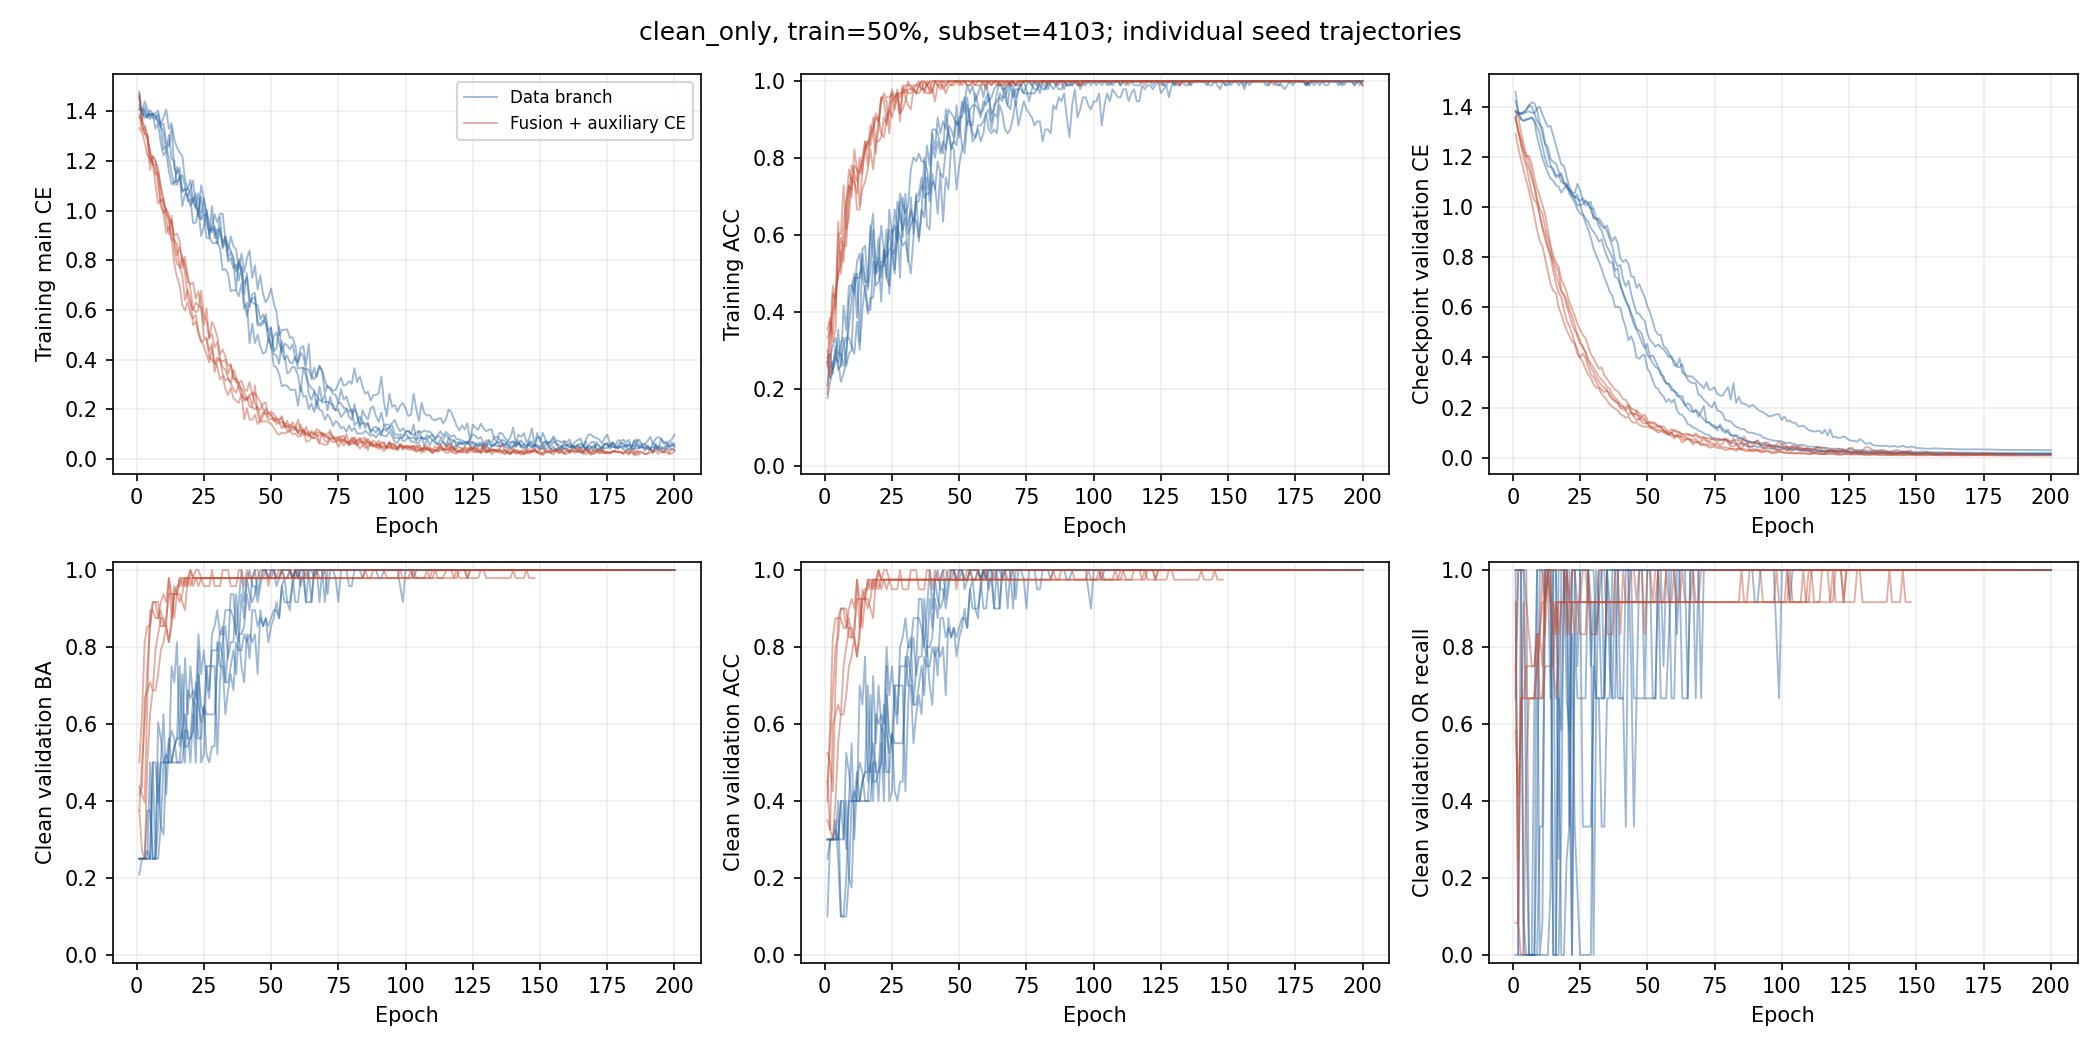 clean_only, train=50%, subset=4103; individual seed trajectories
Training main CE
1.4
1.2
1.0
0.8
0.6
0.4
0.2
0.0
Data branch
Fusion + auxiliary CE
0 25 50 75 100 125 150 175 200
Epoch
Training ACC
1.0
0.8
0.6
0.4
0.2
0.0
0 25 50 75 100 125 150 175 200
Epoch
Checkpoint validation CE
1.4
1.2
1.0
0.8
0.6
0.4
0.2
0.0
0 25 50 75 100 125 150 175 200
Epoch
Clean validation BA
1.0
0.8
0.6
0.4
0.2
0.0
0 25 50 75 100 125 150 175 200
Epoch
Clean validation ACC
1.0
0.8
0.6
0.4
0.2
0.0
0 25 50 75 100 125 150 175 200
Epoch
Clean validation OR recall
1.0
0.8
0.6
0.4
0.2
0.0
0 25 50 75 100 125 150 175 200
Epoch